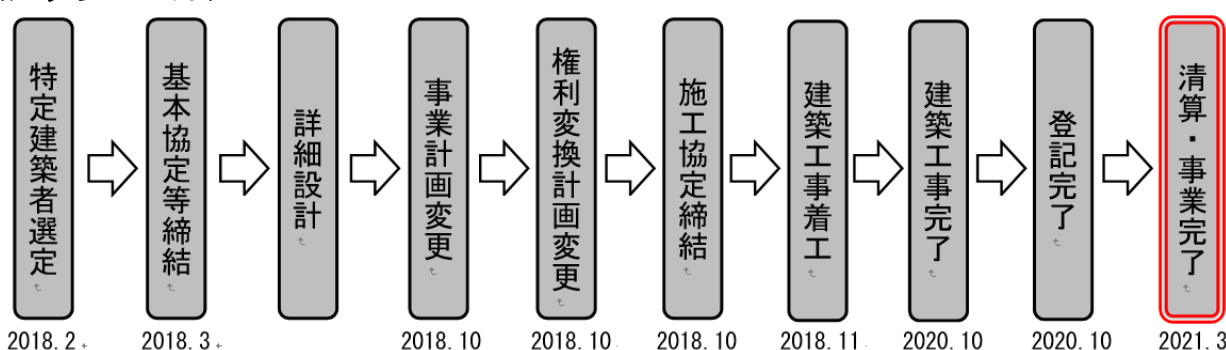 特定建築者選定
基本協定等締結
詳細設計
事業計画変更
権利変換計画変更
施工協定締結
建築工事着工
建築工事完了
登記完了
清算・事業完了
2018.2
2018.3
2018.10
2018.10
2018.10
2018.11
2020.10
2020.10
2021.3